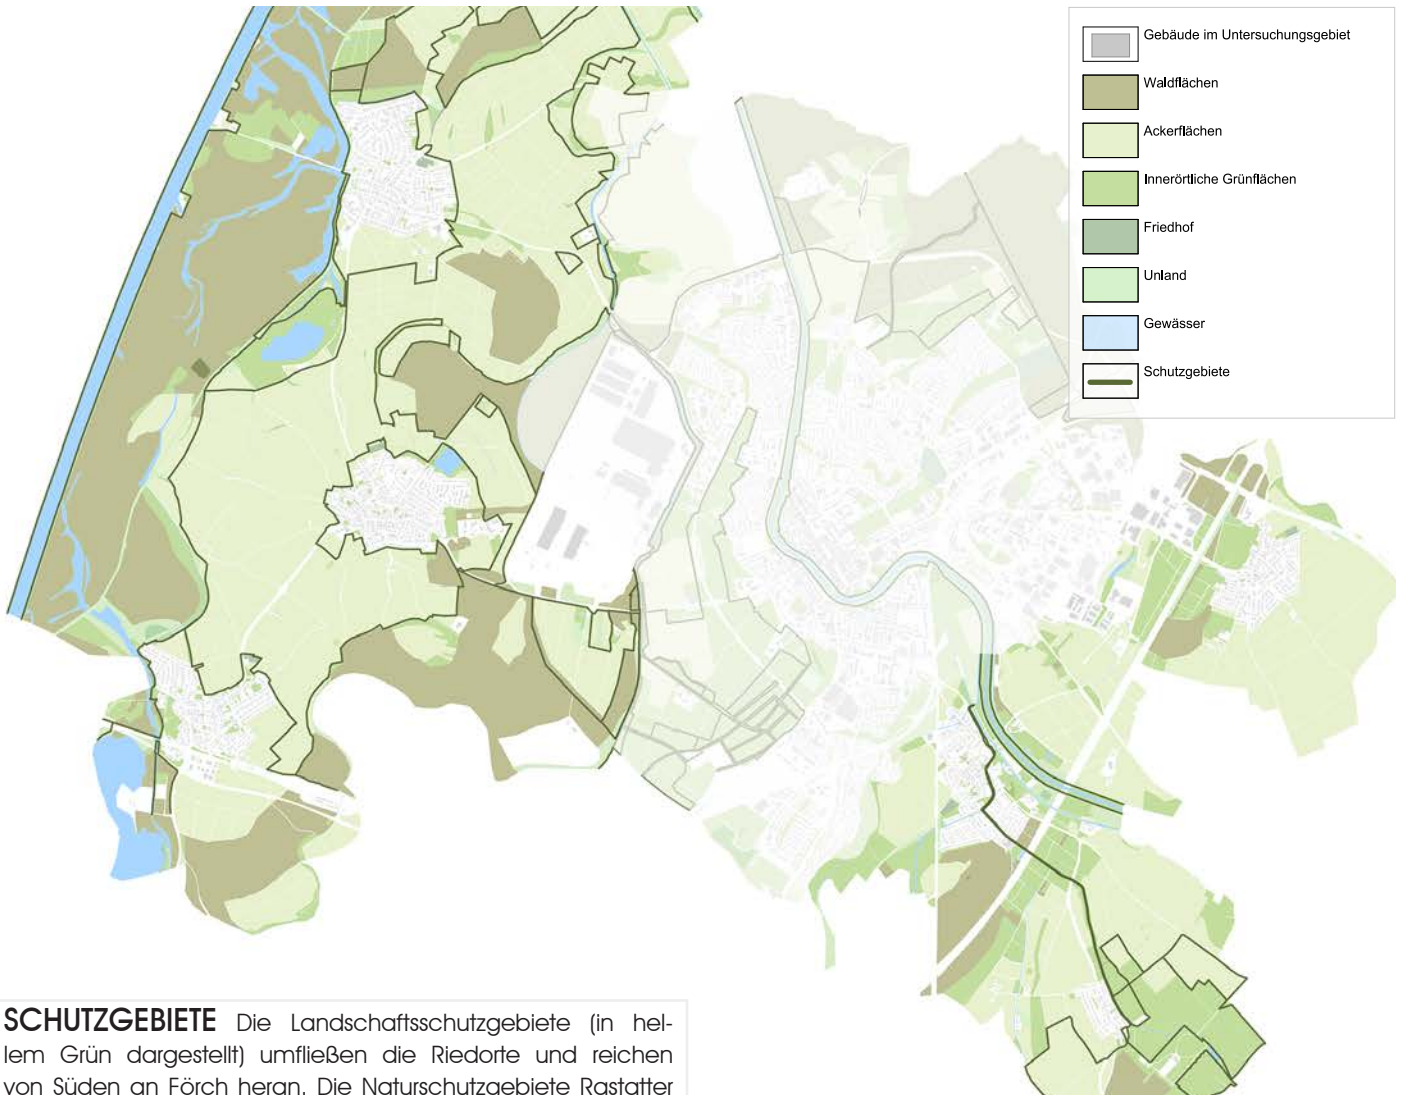 Gebäude im Untersuchungsgebiet
Waldflächen
Ackerflächen
Innerörtliche Grünflächen
Friedhof
Unland
Gewässer
Schutzgebiete
SCHUTZGEBIETE Die Landschaftsschutzgebiete (in hel-
lem Grün dargestellt) umfließen die Riedorte und reichen
von Süden an Förch heran. Die Naturschutzgebiete Rastatter